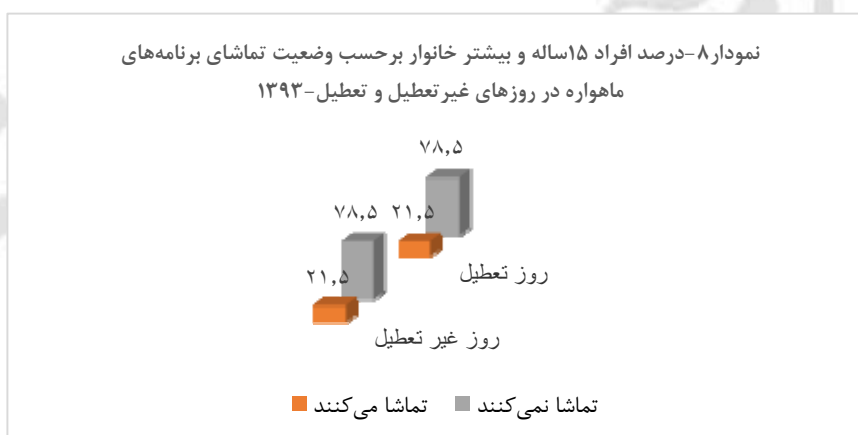 نمودار۸-درصد افراد ۱۵ساله و بیشتر خانوار برحسب وضعیت تماشای برنامه‌های
ماهواره در روزهای غیرتعطیل و تعطیل-۱۳۹۳
۷۸,۵
۷۸,۵ ۲۱,۵
۲۱,۵
روز تعطیل
روز غیر تعطیل
تماشا نمی‌کنند تماشا می‌کنند